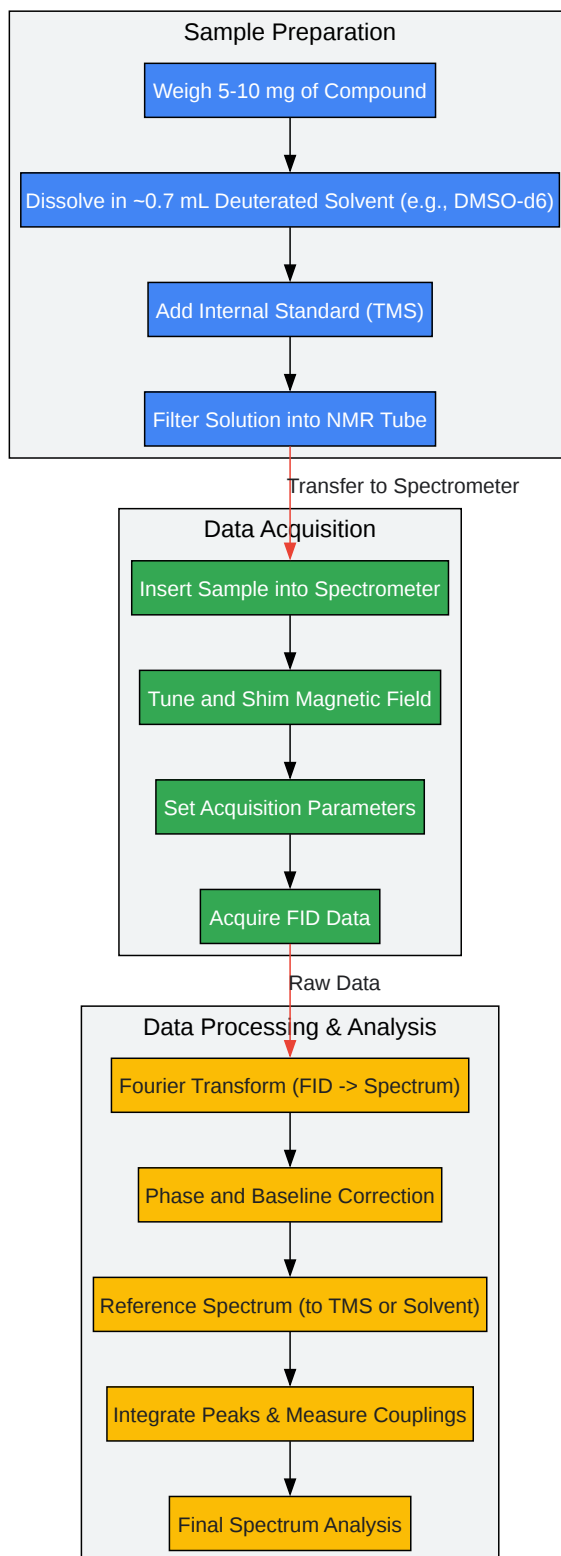 Sample Preparation
Weigh 5-10 mg of Compound
Dissolve in ~0.7 mL Deuterated Solvent (e.g., DMSO-d6)
Add Internal Standard (TMS)
Filter Solution into NMR Tube
Transfer to Spectrometer
Data Acquisition
Insert Sample into Spectrometer
Tune and Shim Magnetic Field
Set Acquisition Parameters
Acquire FID Data
Raw Data
Data Processing & Analysis
Fourier Transform (FID -> Spectrum)
Phase and Baseline Correction
Reference Spectrum (to TMS or Solvent)
Integrate Peaks & Measure Couplings
Final Spectrum Analysis